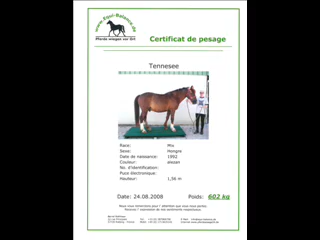 www.Equi-Balance.de
Pferde wiegen vor Ort
Certificat de pesage
Tennesee
Race: Mix
Sexe: Hongre
Date de naissance: 1992
Couleur: alezan
No. d'identification:
Puce électronique:
Hauteur: 1,56 m
Date: 24.08.2008
Poids: 602 kg